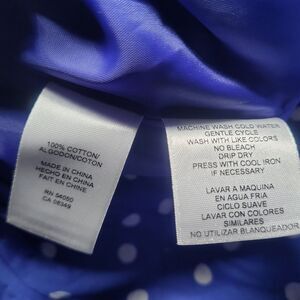 100% COTTON/
ALGODON/COTON
MADE IN CHINA
HECHO EN CHINA
FAIT EN CHINE
RN 54050
CA 08349
MACHINE WASH COLD WATER
GENTLE CYCLE
WASH WITH LIKE COLORS
NO BLEACH
DRIP DRY
PRESS WITH COOL IRON
IF NECESSARY
LAVAR A MAQUINA
EN AGUA FRIA
CICLO SUAVE
LAVAR CON COLORES
SIMILARES
NO UTILIZAR BLANQUEADOR